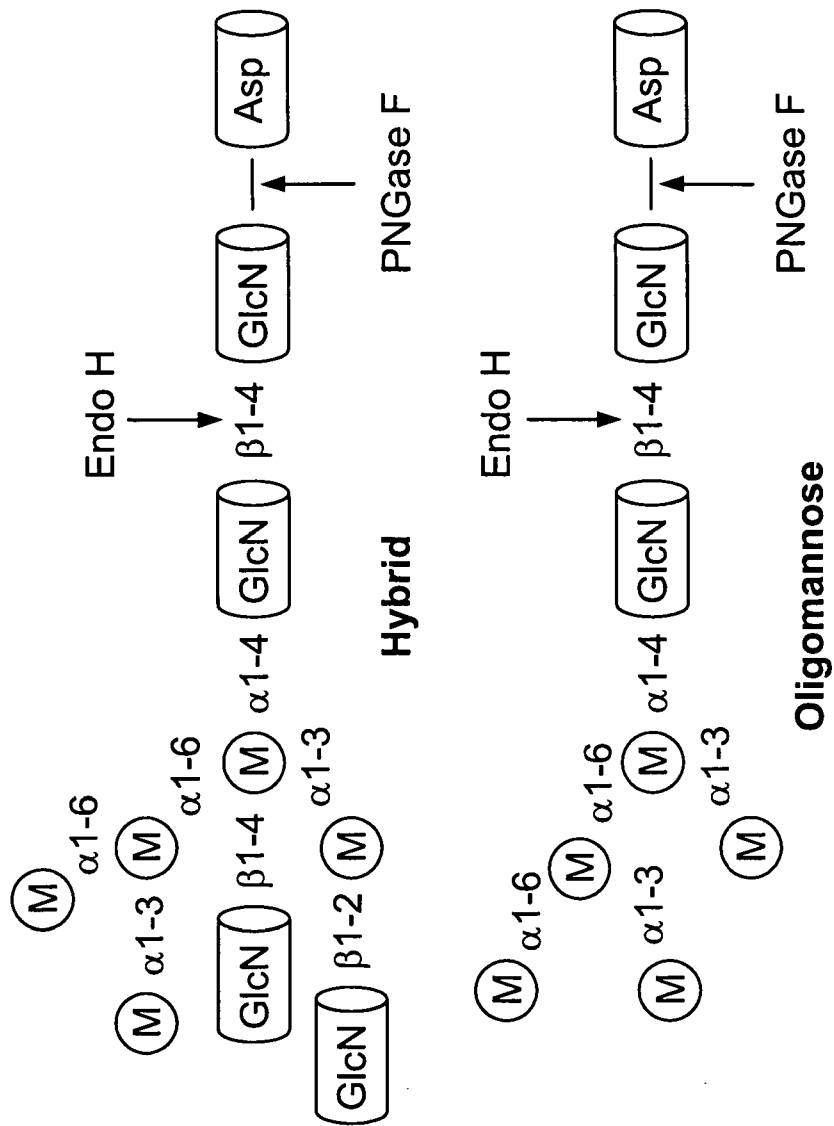 Endo H
α1-6
M
α1-3
M
α1-6
M
GlcN
β1-4
M
α1-4
GlcN
β1-4
GlcN
Asp
GlcN
β1-2
M
α1-3
PNGase F
Hybrid
Endo H
M
α1-6
M
α1-6
M
α1-3
M
α1-4
GlcN
β1-4
GlcN
Asp
M
α1-3
PNGase F
Oligomannose